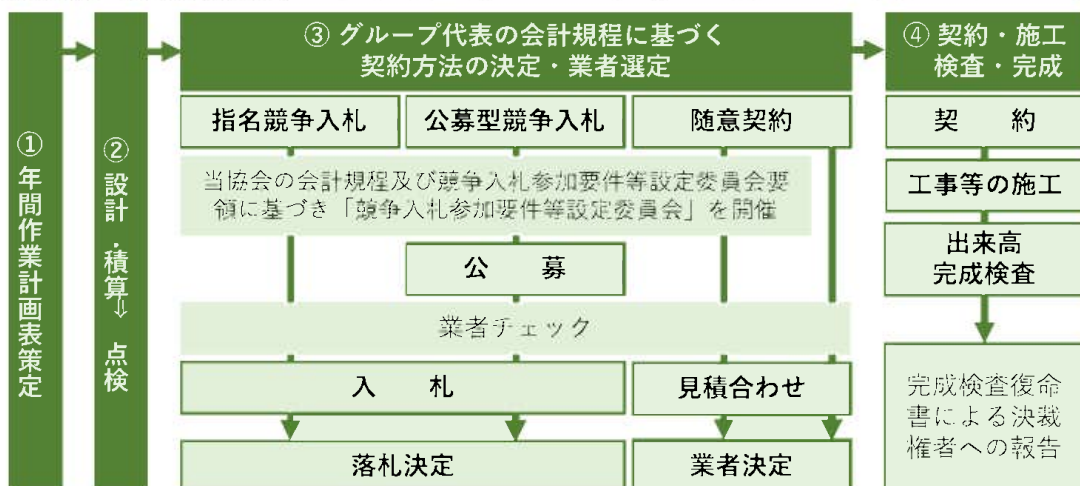 ① 年間作業計画表策定
② 設計・積算⇒ 点検
③ グループ代表の会計規程に基づく
契約方法の決定・業者選定
指名競争入札
公募型競争入札
随意契約
当協会の会計規程及び競争入札参加要件等設定委員会要
領に基づき「競争入札参加要件等設定委員会」を開催
公 募
業者チェック
入 札
見積合わせ
落札決定
業者決定
④ 契約・施工
検査・完成
契 約
工事等の施工
出来高
完成検査
完成検査復命
書による決裁
権者への報告